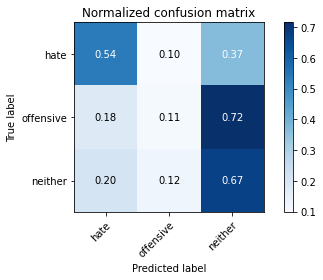 Normalized confusion matrix
hate 0.54 0.10 0.37
offensive 0.18 0.11 0.72
neither 0.20 0.12 0.67
True label
hate offensive neither
Predicted label
0.7
0.6
0.5
0.4
0.3
0.2
0.1